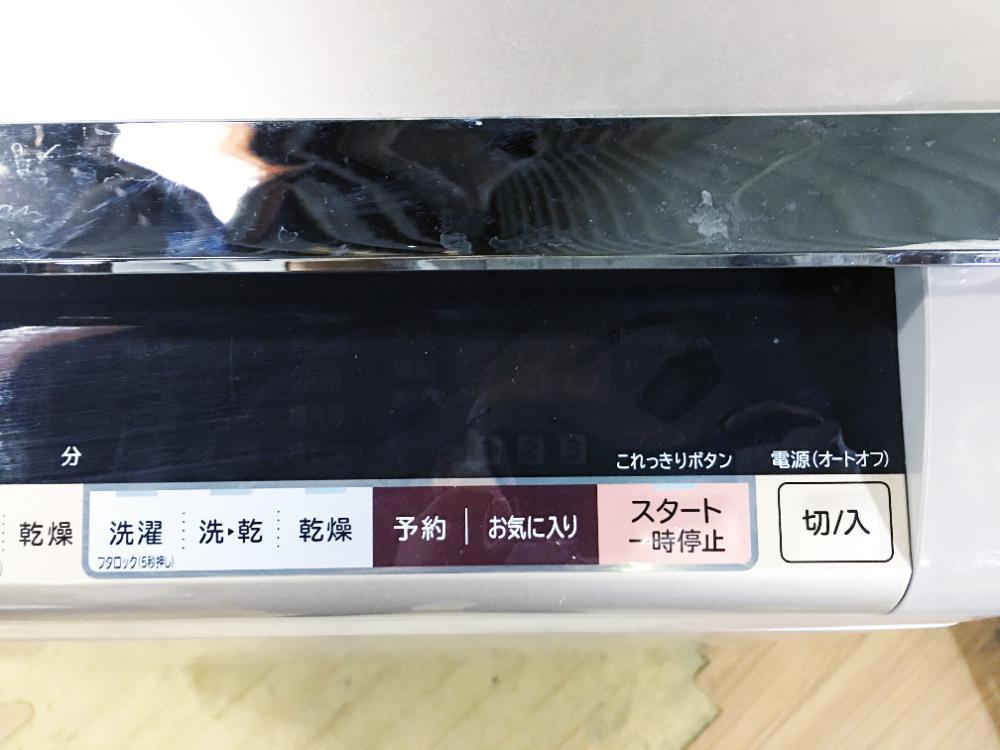 分
これっきりボタン
電源(オートオフ)
乾燥
洗濯
洗▸乾
乾燥
予約
お気に入り
スタート
一時停止
切/入
フタロック(5秒押し)